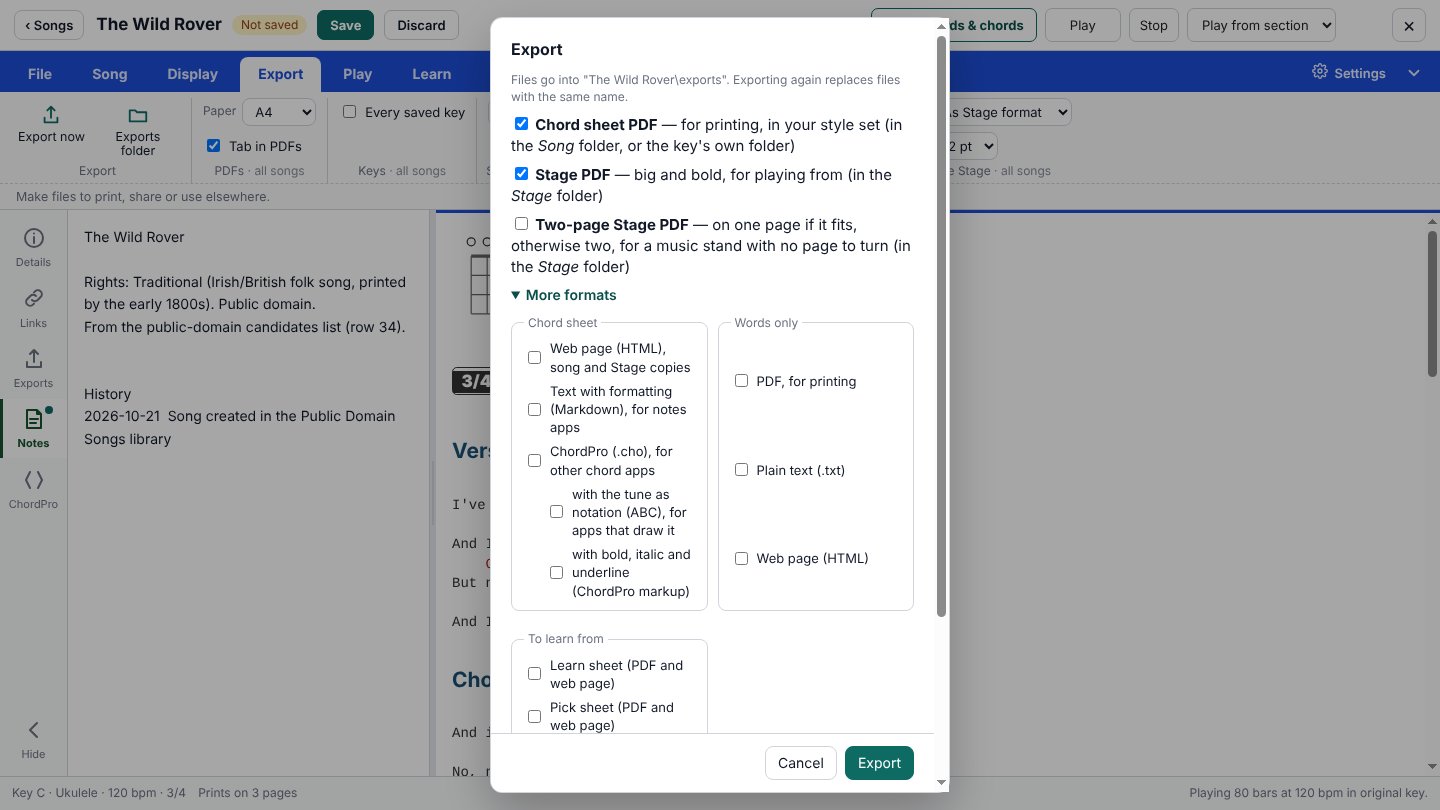 ‹ Songs
The Wild Rover
Not saved
Save
Discard
ds & chords
Play
Stop
Play from section
File
Song
Display
Export
Play
Learn
Settings
Export now
Exports
folder
Export
Paper
A4
Tab in PDFs
PDFs · all songs
Every saved key
Keys · all songs
As Stage format
2 pt
Stage · all songs
Make files to print, share or use elsewhere.
Details
Links
Exports
Notes
ChordPro
Hide
The Wild Rover
Rights: Traditional (Irish/British folk song, printed
by the early 1800s). Public domain.
From the public-domain candidates list (row 34).
History
2026-10-21  Song created in the Public Domain
Songs library
3/4
Vers
I've
And I
But n
And I
Cho
And i
No, n
Export
Files go into "The Wild Rover\exports". Exporting again replaces files
with the same name.
Chord sheet PDF — for printing, in your style set (in
the Song folder, or the key's own folder)
Stage PDF — big and bold, for playing from (in the
Stage folder)
Two-page Stage PDF — on one page if it fits,
otherwise two, for a music stand with no page to turn (in
the Stage folder)
More formats
Chord sheet
Web page (HTML),
song and Stage copies
Text with formatting
(Markdown), for notes
apps
ChordPro (.cho), for
other chord apps
with the tune as
notation (ABC), for
apps that draw it
with bold, italic and
underline
(ChordPro markup)
Words only
PDF, for printing
Plain text (.txt)
Web page (HTML)
To learn from
Learn sheet (PDF and
web page)
Pick sheet (PDF and
web page)
Cancel
Export
Key C · Ukulele · 120 bpm · 3/4
Prints on 3 pages
Playing 80 bars at 120 bpm in original key.